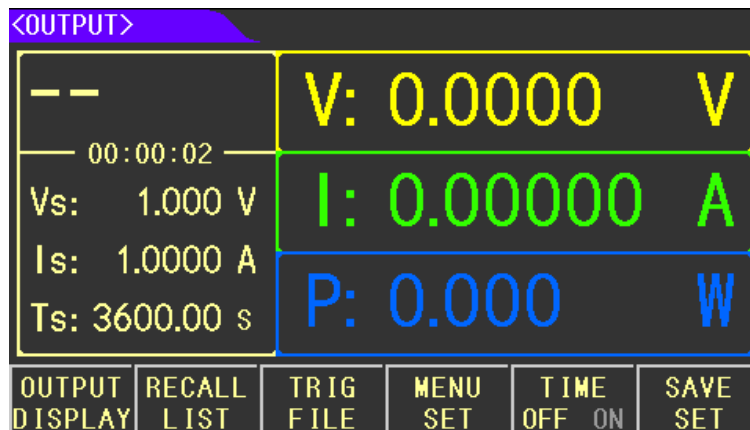 <OUTPUT>
--
00:00:02
Vs: 1.000 V
Is: 1.0000 A
Ts: 3600.00 s
V: 0.0000 V
I: 0.00000 A
P: 0.000 W
OUTPUT DISPLAY
RECALL LIST
TRIG FILE
MENU SET
TIME OFF ON
SAVE SET